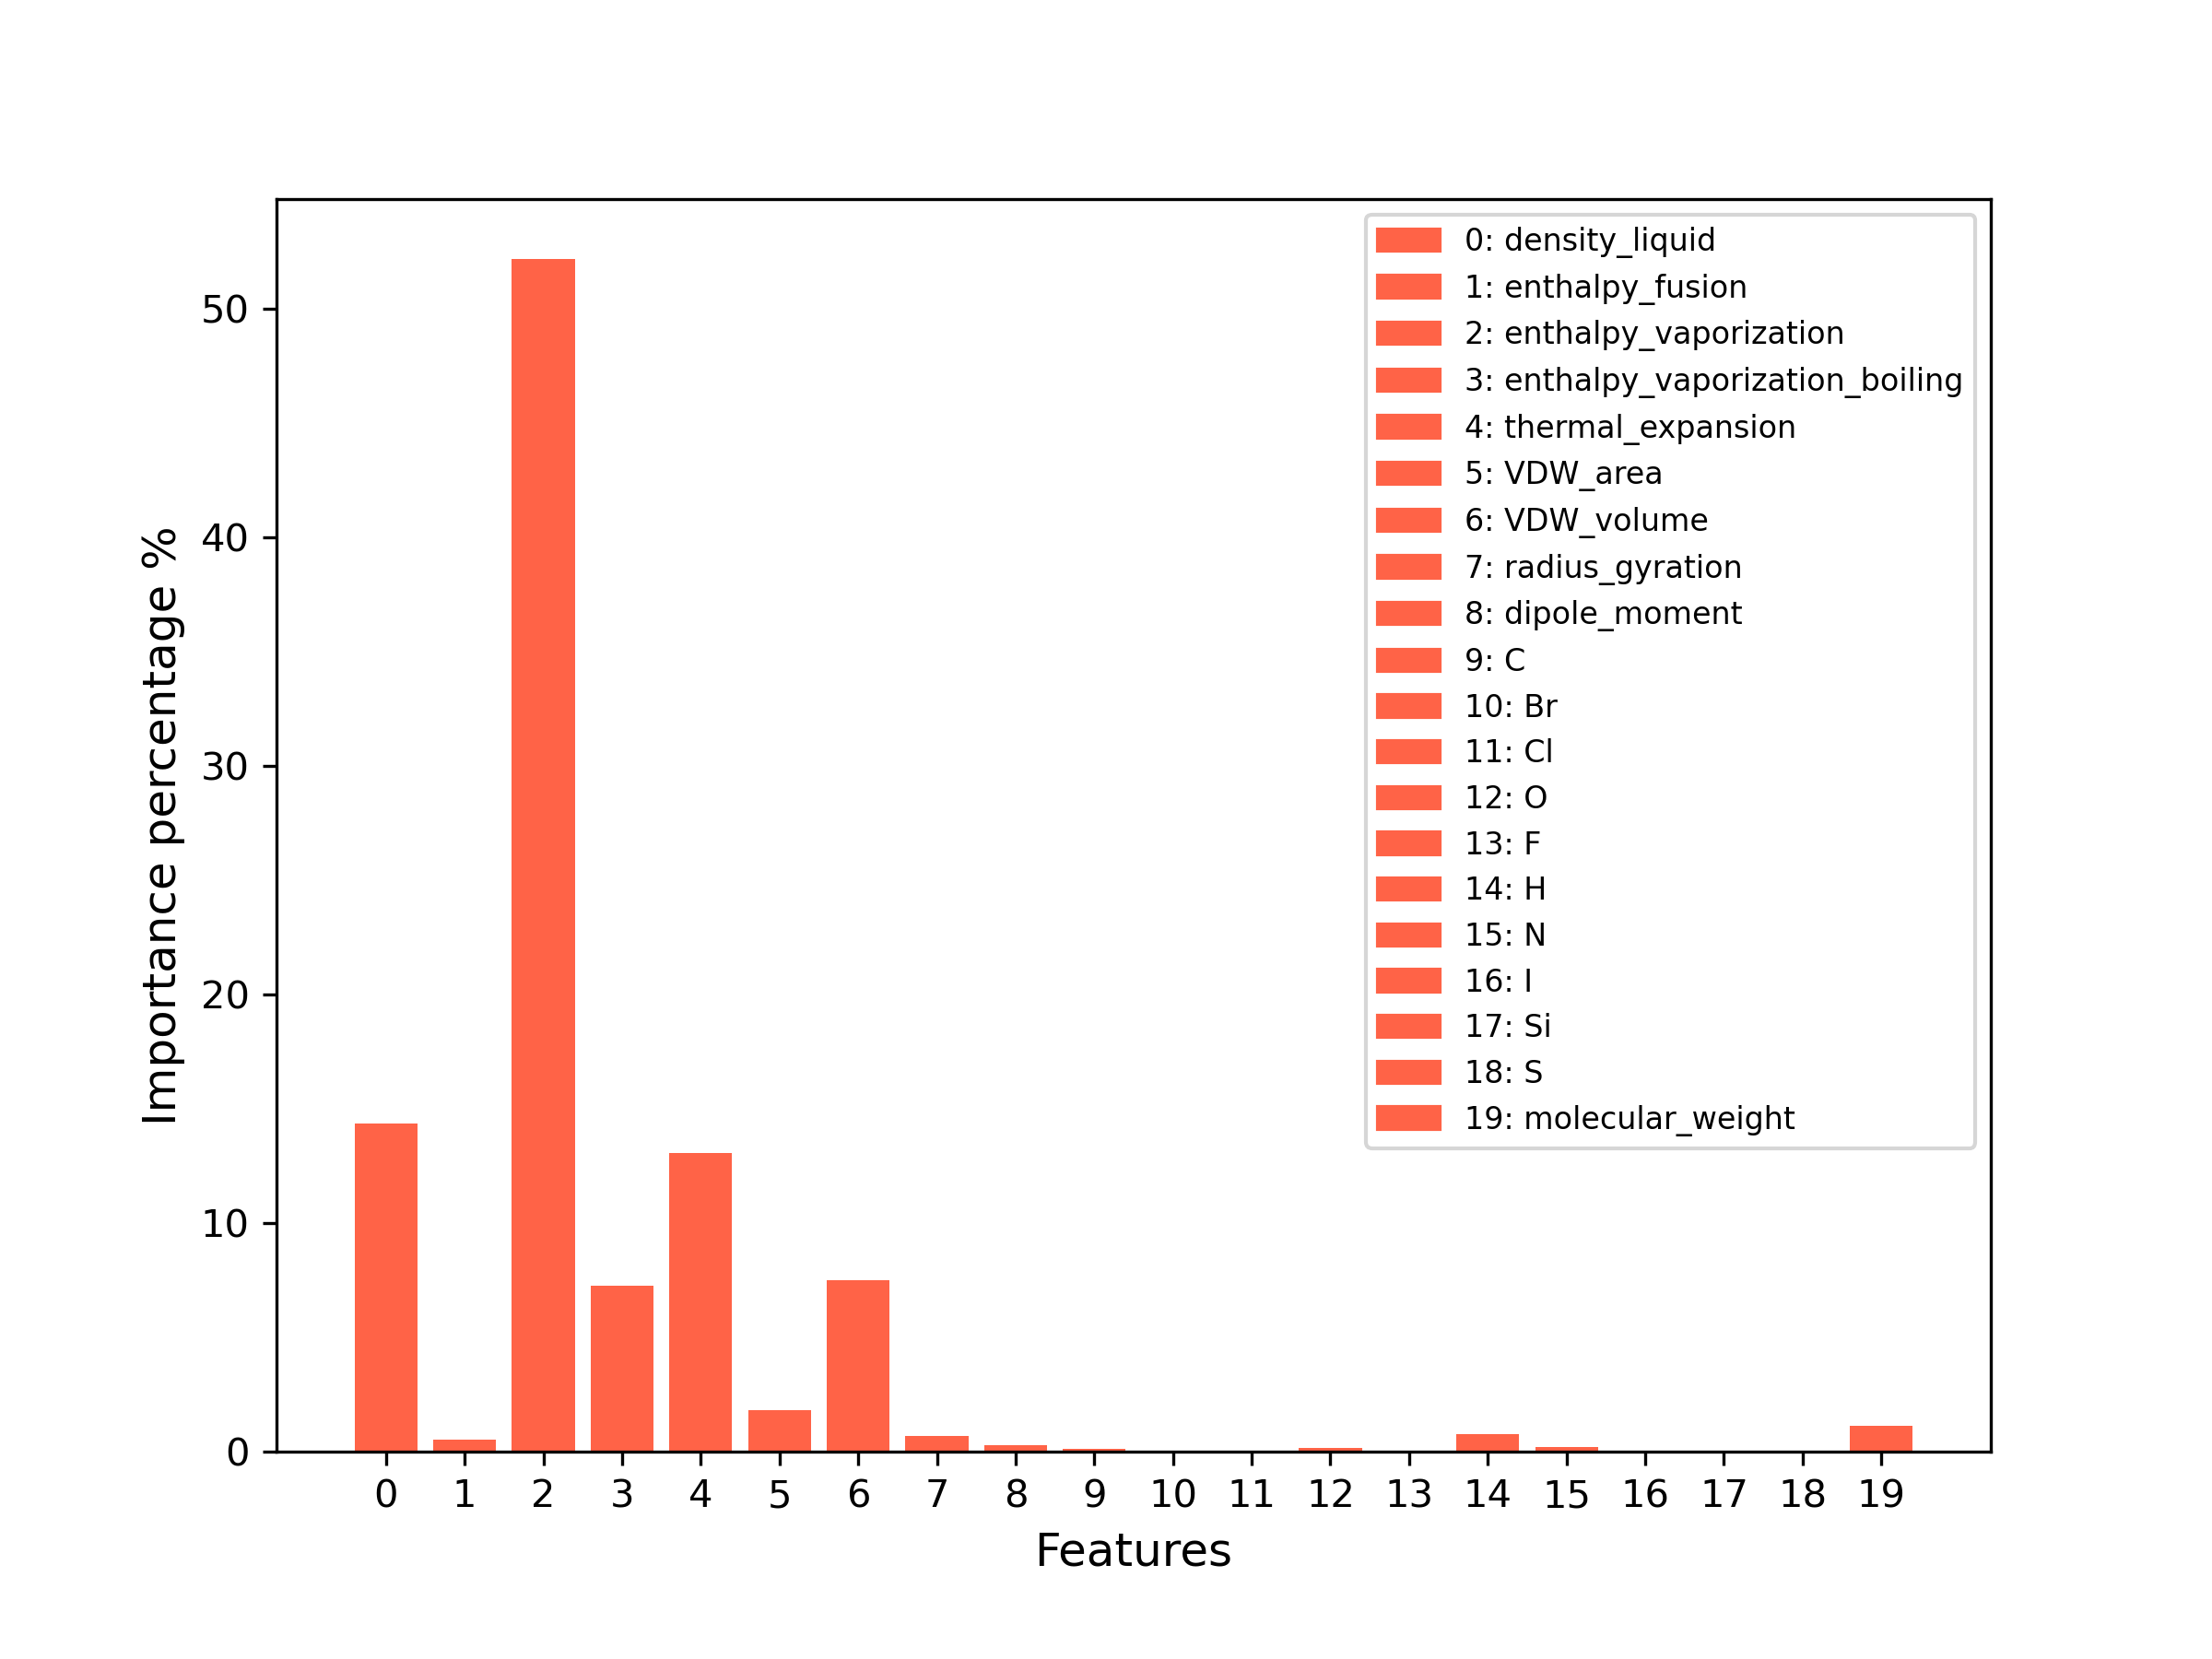 Importance percentage %
50
40
30
20
10
0
0: density_liquid
1: enthalpy_fusion
2: enthalpy_vaporization
3: enthalpy_vaporization_boiling
4: thermal_expansion
5: VDW_area
6: VDW_volume
7: radius_gyration
8: dipole_moment
9: C
10: Br
11: Cl
12: O
13: F
14: H
15: N
16: I
17: Si
18: S
19: molecular_weight
0 1 2 3 4 5 6 7 8 9 10 11 12 13 14 15 16 17 18 19
Features